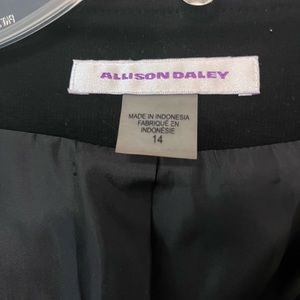 ALLISON DALEY
MADE IN INDONESIA
FABRIQUÉ EN
INDONÉSIE
14